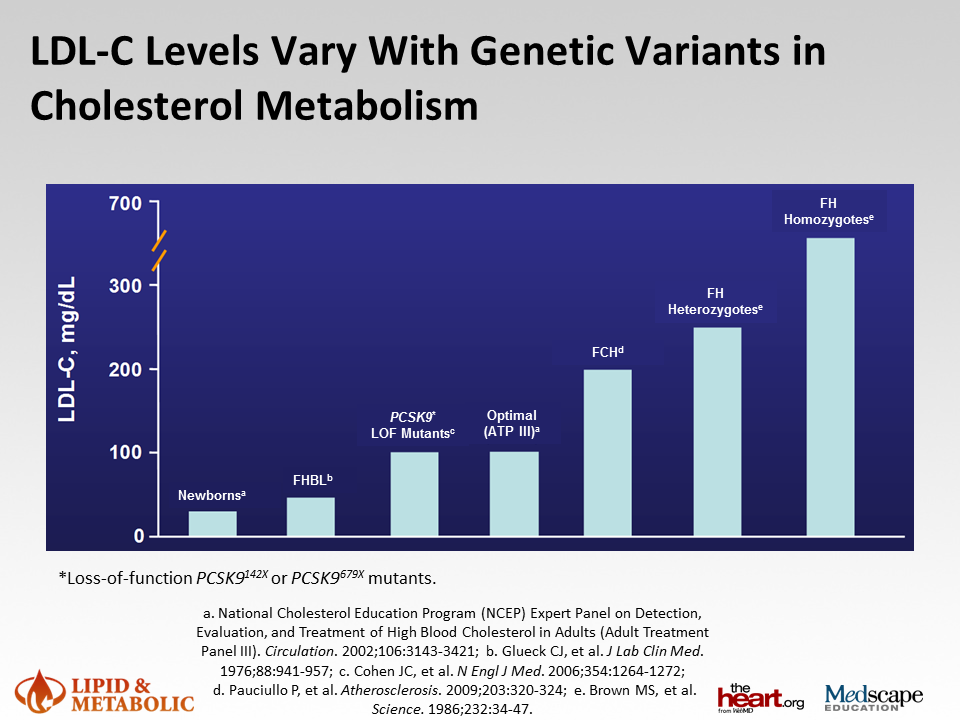 LDL-C Levels Vary With Genetic Variants in
Cholesterol Metabolism
LDL-C, mg/dL
700
300
200
100
0
Newbornsᵃ
FHBLᵇ
PCSK9*
LOF Mutantsᶜ
Optimal
(ATP III)ᵃ
FCHᵈ
FH
Heterozygotesᵉ
FH
Homozygotesᵉ
*Loss-of-function PCSK9¹⁴²ˣ or PCSK9⁶⁷⁹ˣ mutants.
a. National Cholesterol Education Program (NCEP) Expert Panel on Detection,
Evaluation, and Treatment of High Blood Cholesterol in Adults (Adult Treatment
Panel III). Circulation. 2002;106:3143-3421; b. Glueck CJ, et al. J Lab Clin Med.
1976;88:941-957; c. Cohen JC, et al. N Engl J Med. 2006;354:1264-1272;
d. Pauciullo P, et al. Atherosclerosis. 2009;203:320-324; e. Brown MS, et al.
Science. 1986;232:34-47.
LIPID &
METABOLIC
the
heart.org
from WebMD
Medscape
EDUCATION